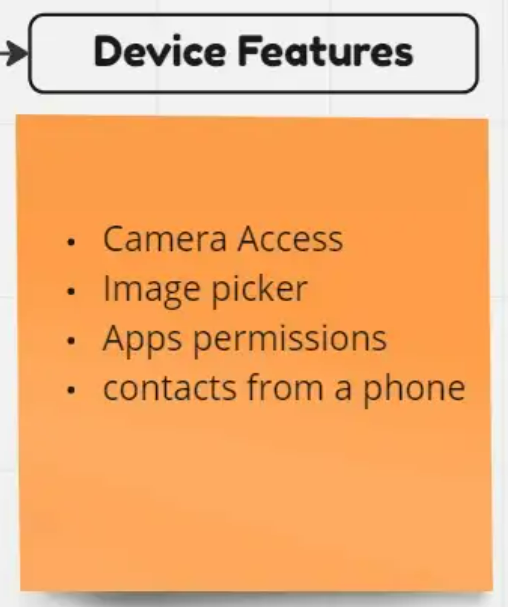 Device Features
• Camera Access
• Image picker
• Apps permissions
• contacts from a phone